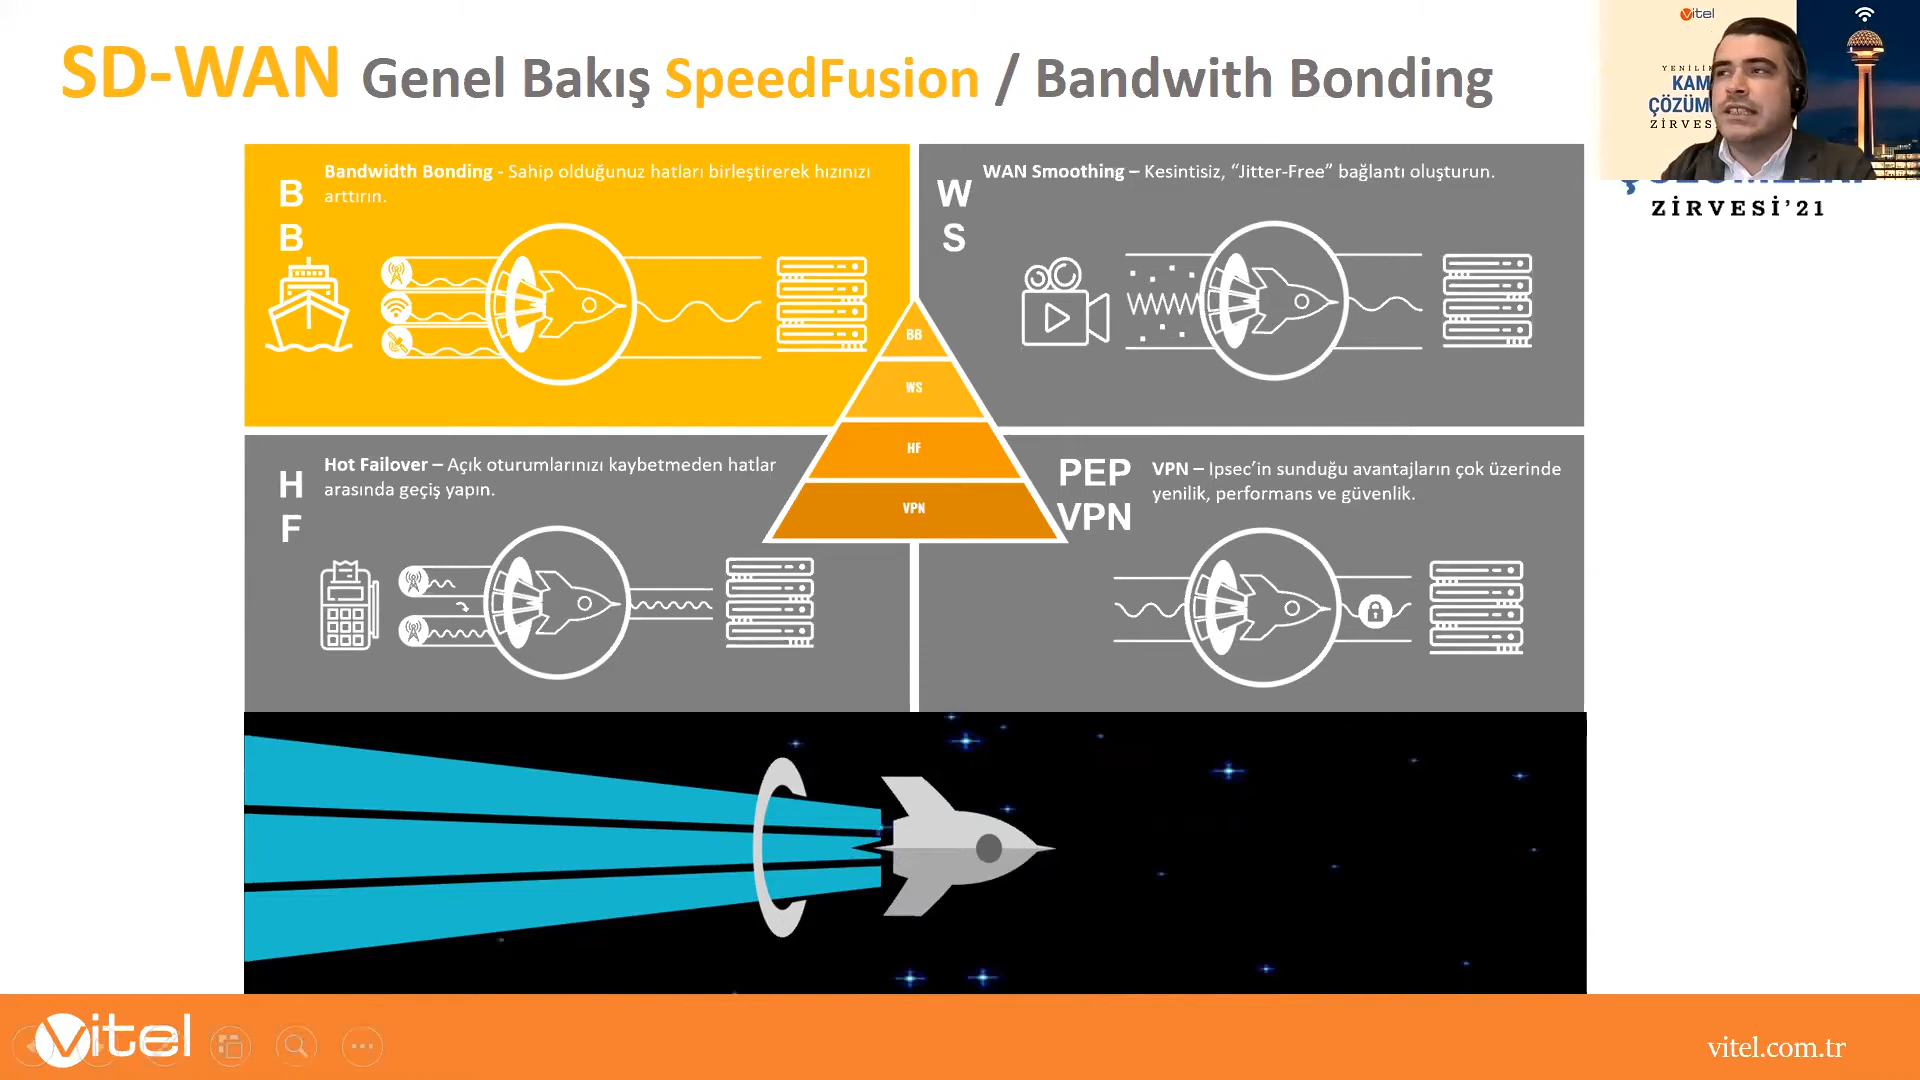 SD-WAN Genel Bakış SpeedFusion / Bandwith Bonding
vitel
YENİLİK
KAM
ÇÖZÜM
ZİRVES
ZİRVESİ'21
B
B
Bandwidth Bonding - Sahip olduğunuz hatları birleştirerek hızınızı
arttırın.
W
S
WAN Smoothing – Kesintisiz, “Jitter-Free” bağlantı oluşturun.
BB
WS
HF
VPN
H
F
Hot Failover – Açık oturumlarınızı kaybetmeden hatlar
arasında geçiş yapın.
PEP
VPN
VPN – Ipsec’in sunduğu avantajların çok üzerinde
yenilik, performans ve güvenlik.
vitel
vitel.com.tr